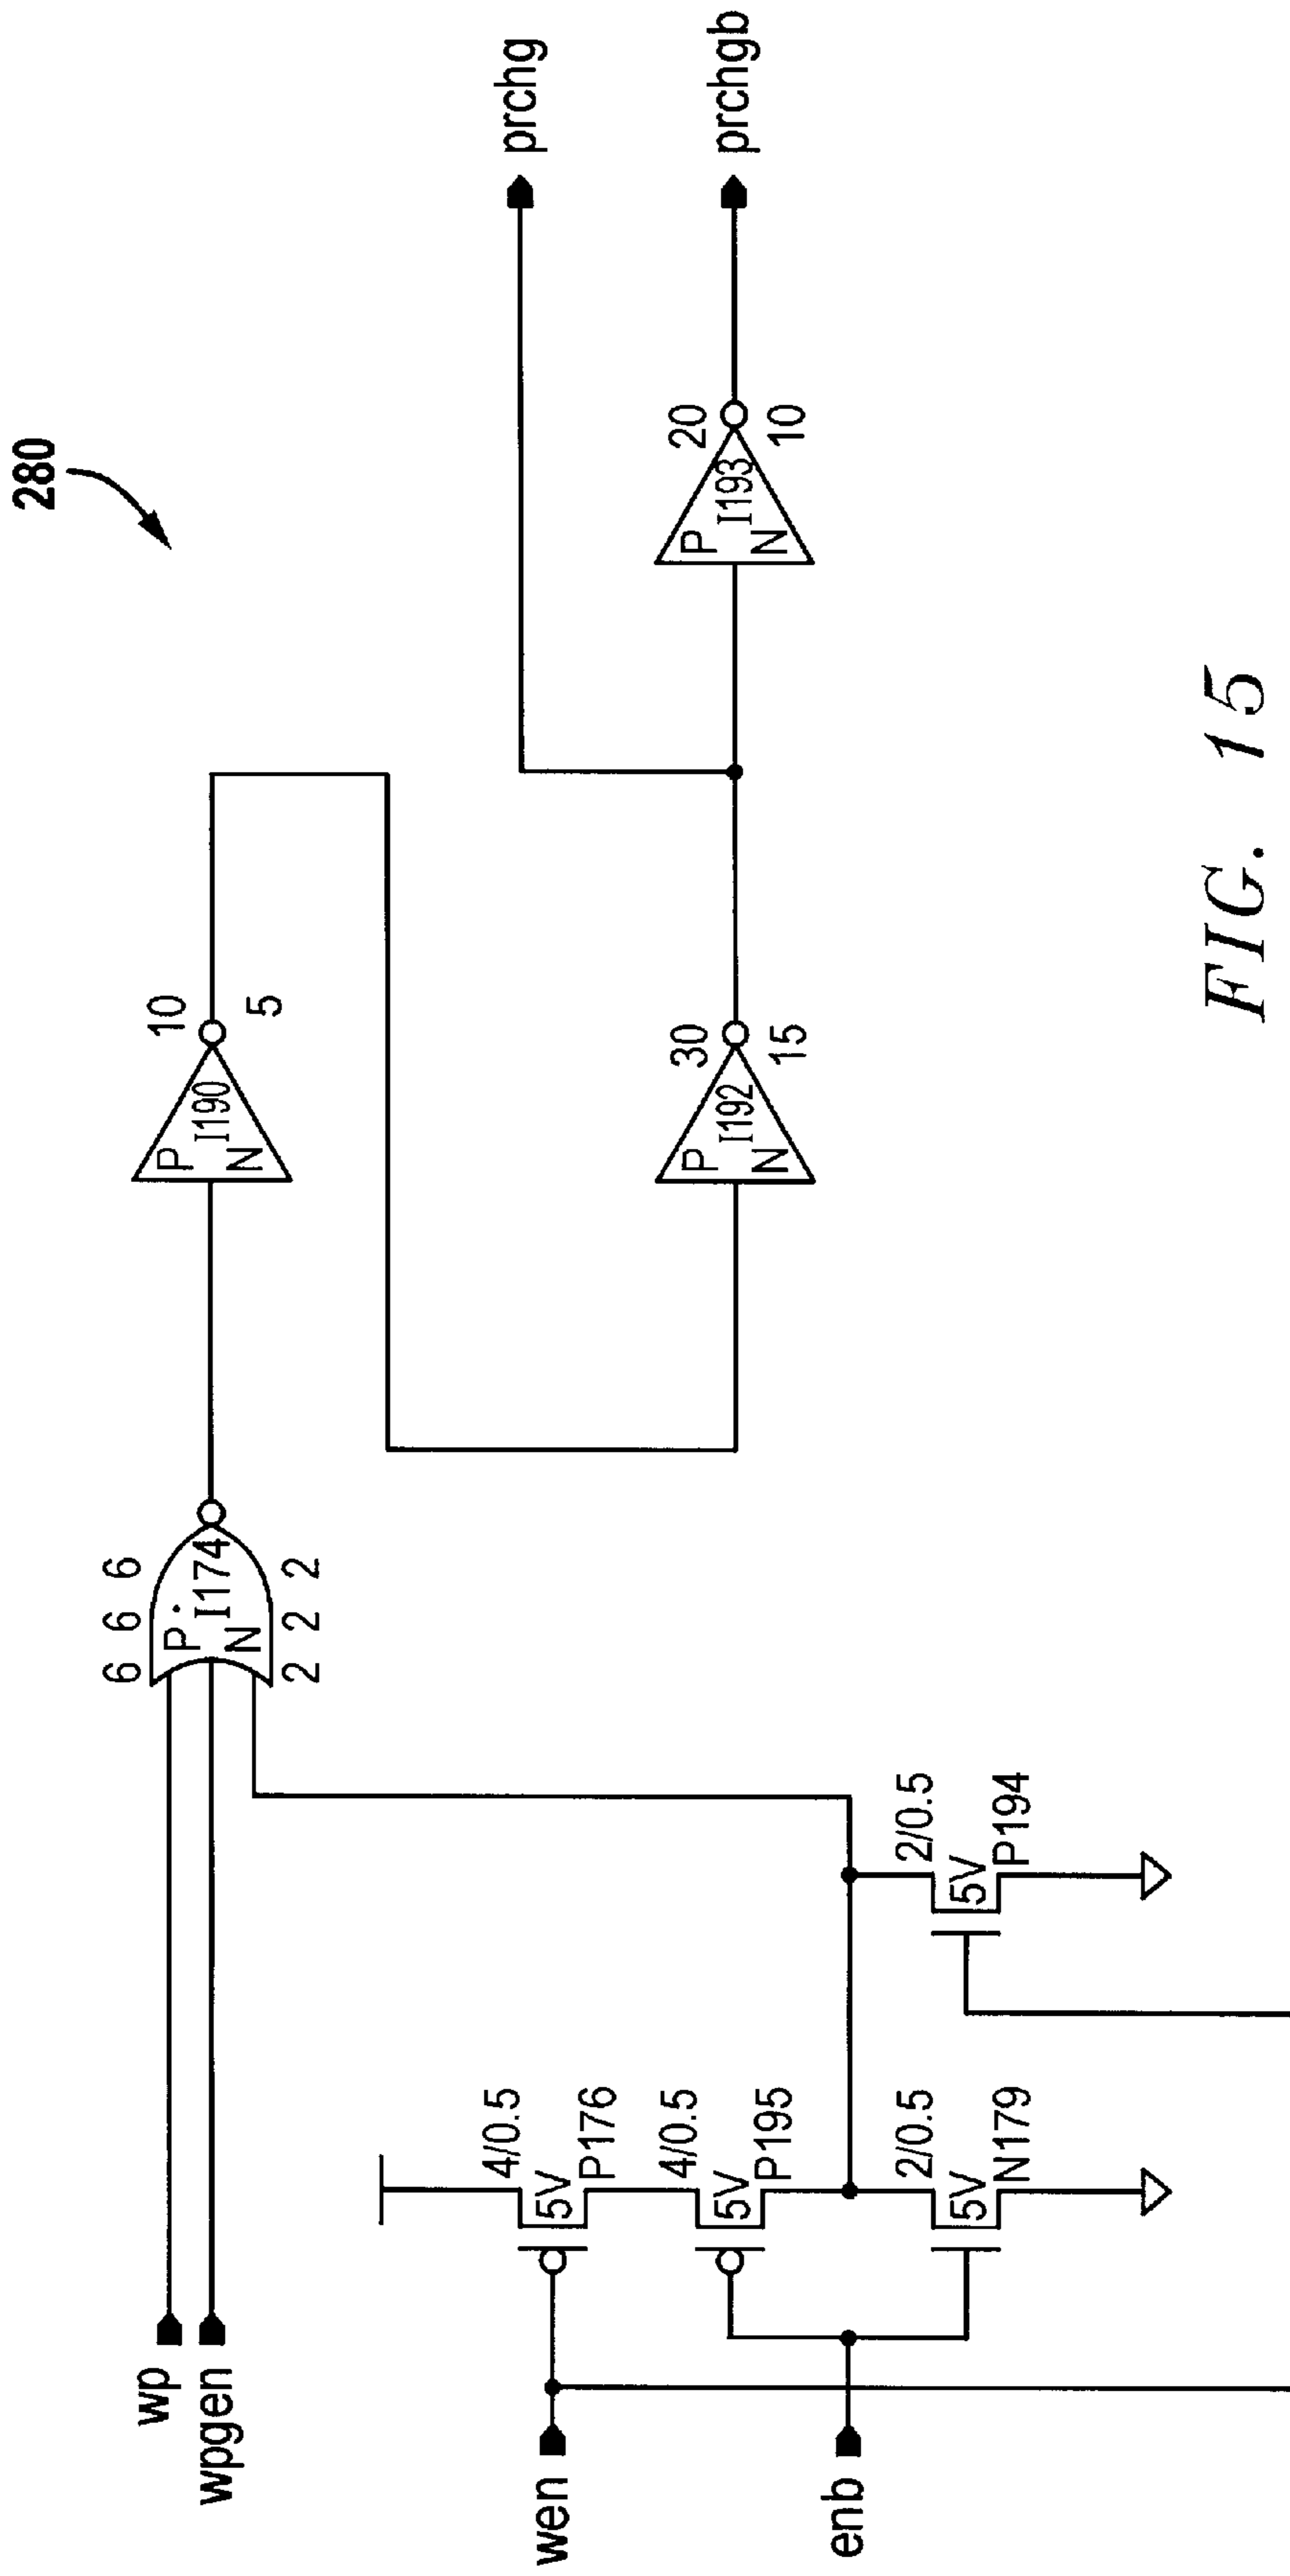 280
wp
wpgen
6 6 6
P
I174
N
2 2 2
10
P
I190
N
5
prchg
wen
4/0.5
5V
P176
4/0.5
5V
P195
enb
2/0.5
5V
N179
2/0.5
5V
P194
30
P
I192
N
15
20
P
I193
N
10
prchgb
FIG. 15